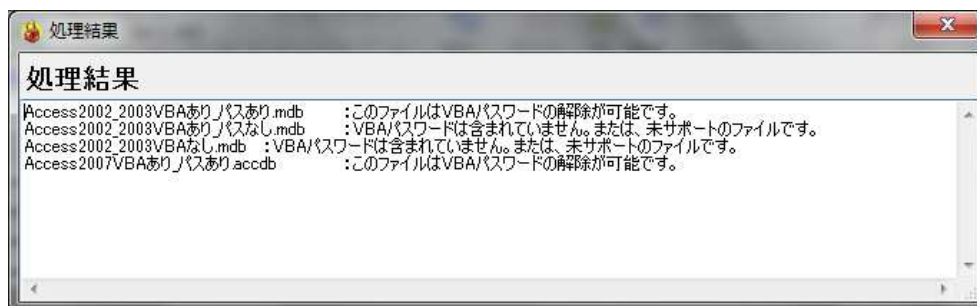 処理結果
処理結果
Access2002_2003VBAあり_パスあり.mdb :このファイルはVBAパスワードの解除が可能です。
Access2002_2003VBAあり_パスなし.mdb :VBAパスワードは含まれていません。または、未サポートのファイルです。
Access2002_2003VBAなし.mdb :VBAパスワードは含まれていません。または、未サポートのファイルです。
Access2007VBAあり_パスあり.accdb :このファイルはVBAパスワードの解除が可能です。